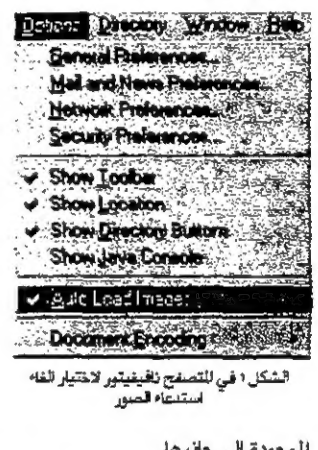 Options Directory Window Help
General Preferences...
Mail and News Preferences...
Network Preferences...
Security Preferences...
Show Toolbar
Show Location
Show Directory Buttons
Show Java Console
Auto Load Images
Document Encoding
الشكل ١ في المتصفح نافيفيتور لاختيار الغاء
استدعاء الصور